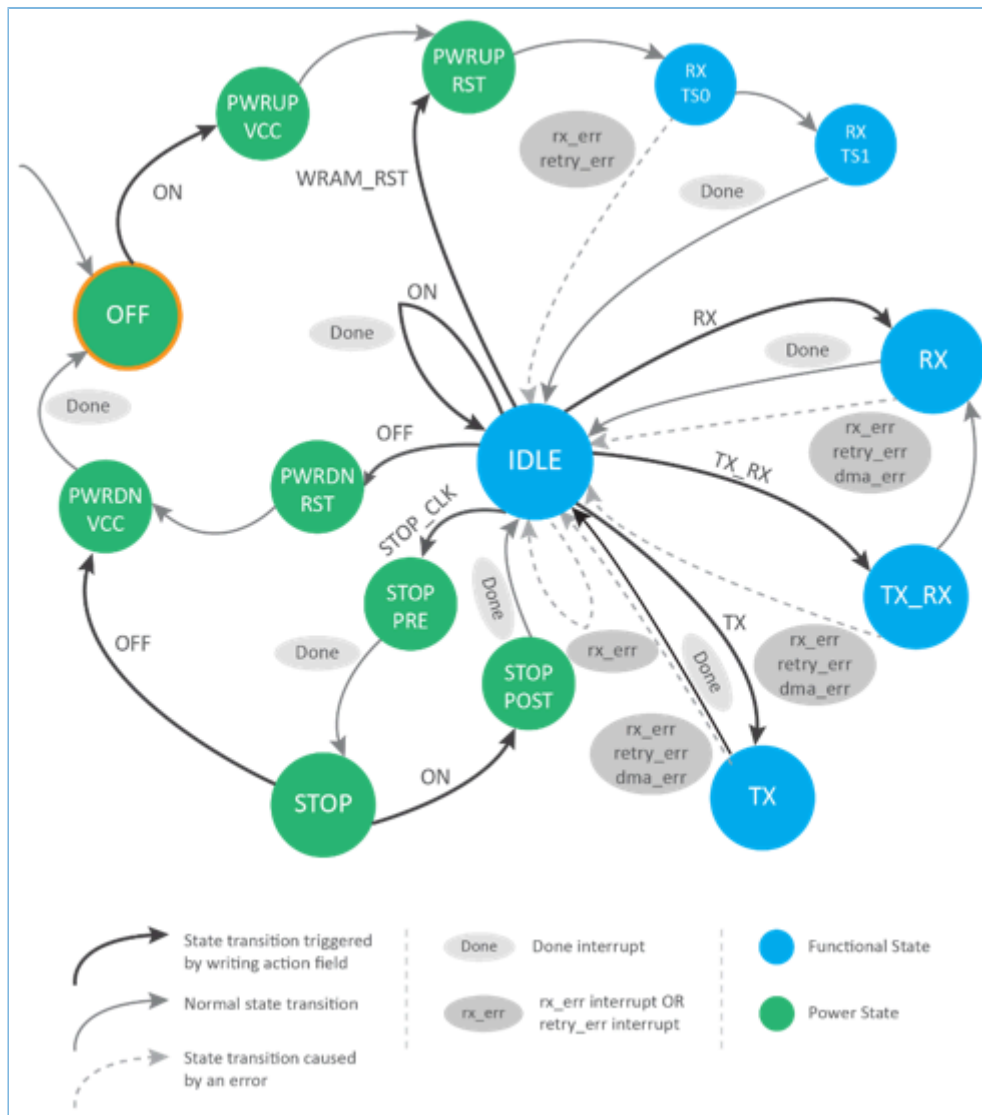 PWRUP
VCC
PWRUP
RST
RX
TS0
RX
TS1
rx_err
retry_err
Done
ON
WRAM_RST
OFF
ON
Done
RX
Done
RX
Done
rx_err
retry_err
dma_err
OFF
IDLE
TX_RX
PWRDN
VCC
PWRDN
RST
STOP_CLK
STOP
PRE
Done
TX_RX
OFF
Done
rx_err
TX
rx_err
retry_err
dma_err
STOP
POST
Done
rx_err
retry_err
dma_err
ON
STOP
TX
State transition triggered
by writing action field
Normal state transition
State transition caused
by an error
Done
Done interrupt
rx_err
rx_err interrupt OR
retry_err interrupt
Functional State
Power State